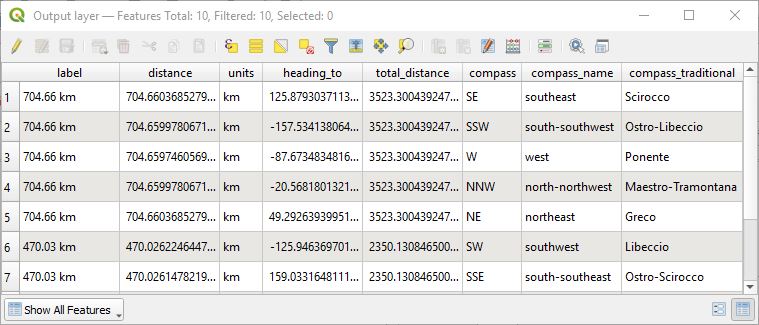 Output layer — Features Total: 10, Filtered: 10, Selected: 0
label distance units heading_to total_distance compass compass_name compass_traditional
1 704.66 km 704.6603685279... km 125.8793037113... 3523.300439247... SE southeast Scirocco
2 704.66 km 704.6599780671... km -157.534138064... 3523.300439247... SSW south-southwest Ostro-Libeccio
3 704.66 km 704.6597460569... km -87.6734834816... 3523.300439247... W west Ponente
4 704.66 km 704.6599780671... km -20.5681801321... 3523.300439247... NNW north-northwest Maestro-Tramontana
5 704.66 km 704.6603685279... km 49.29263939951... 3523.300439247... NE northeast Greco
6 470.03 km 470.0262246447... km -125.946369701... 2350.130846500... SW southwest Libeccio
7 470.03 km 470.0261478219... km 159.0331648111... 2350.130846500... SSE south-southeast Ostro-Scirocco
Show All Features